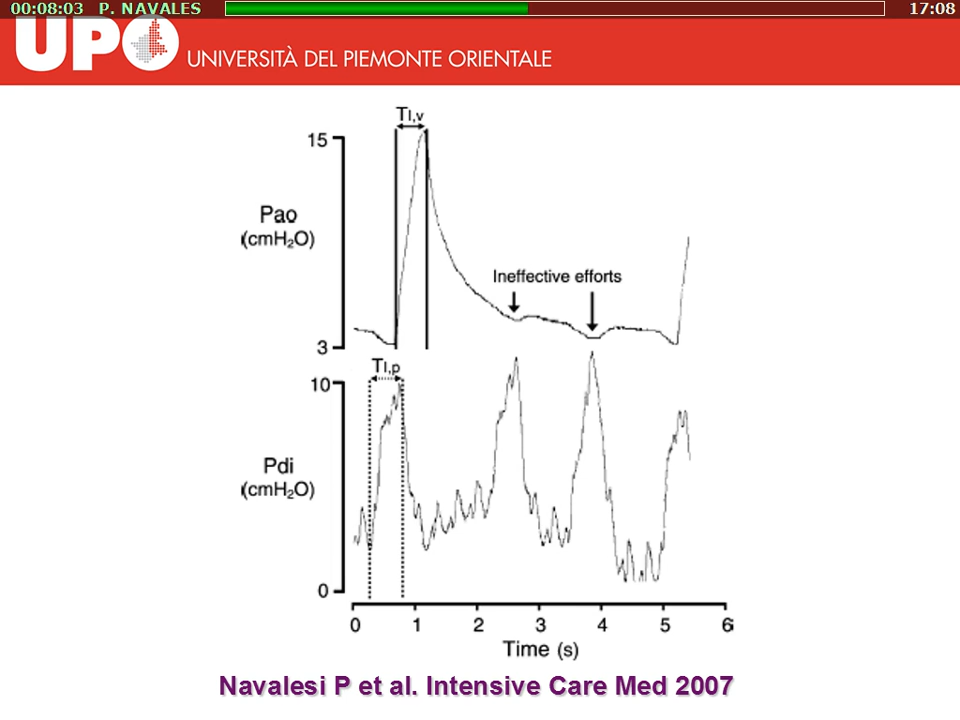 00:08:03 P. NAVALES 17:08
UPO UNIVERSITÀ DEL PIEMONTE ORIENTALE
TI,v
15
Pao
(cmH2O)
Ineffective efforts
3
TI,p
10
Pdi
(cmH2O)
0
0 1 2 3 4 5 6
Time (s)
Navalesi P et al. Intensive Care Med 2007